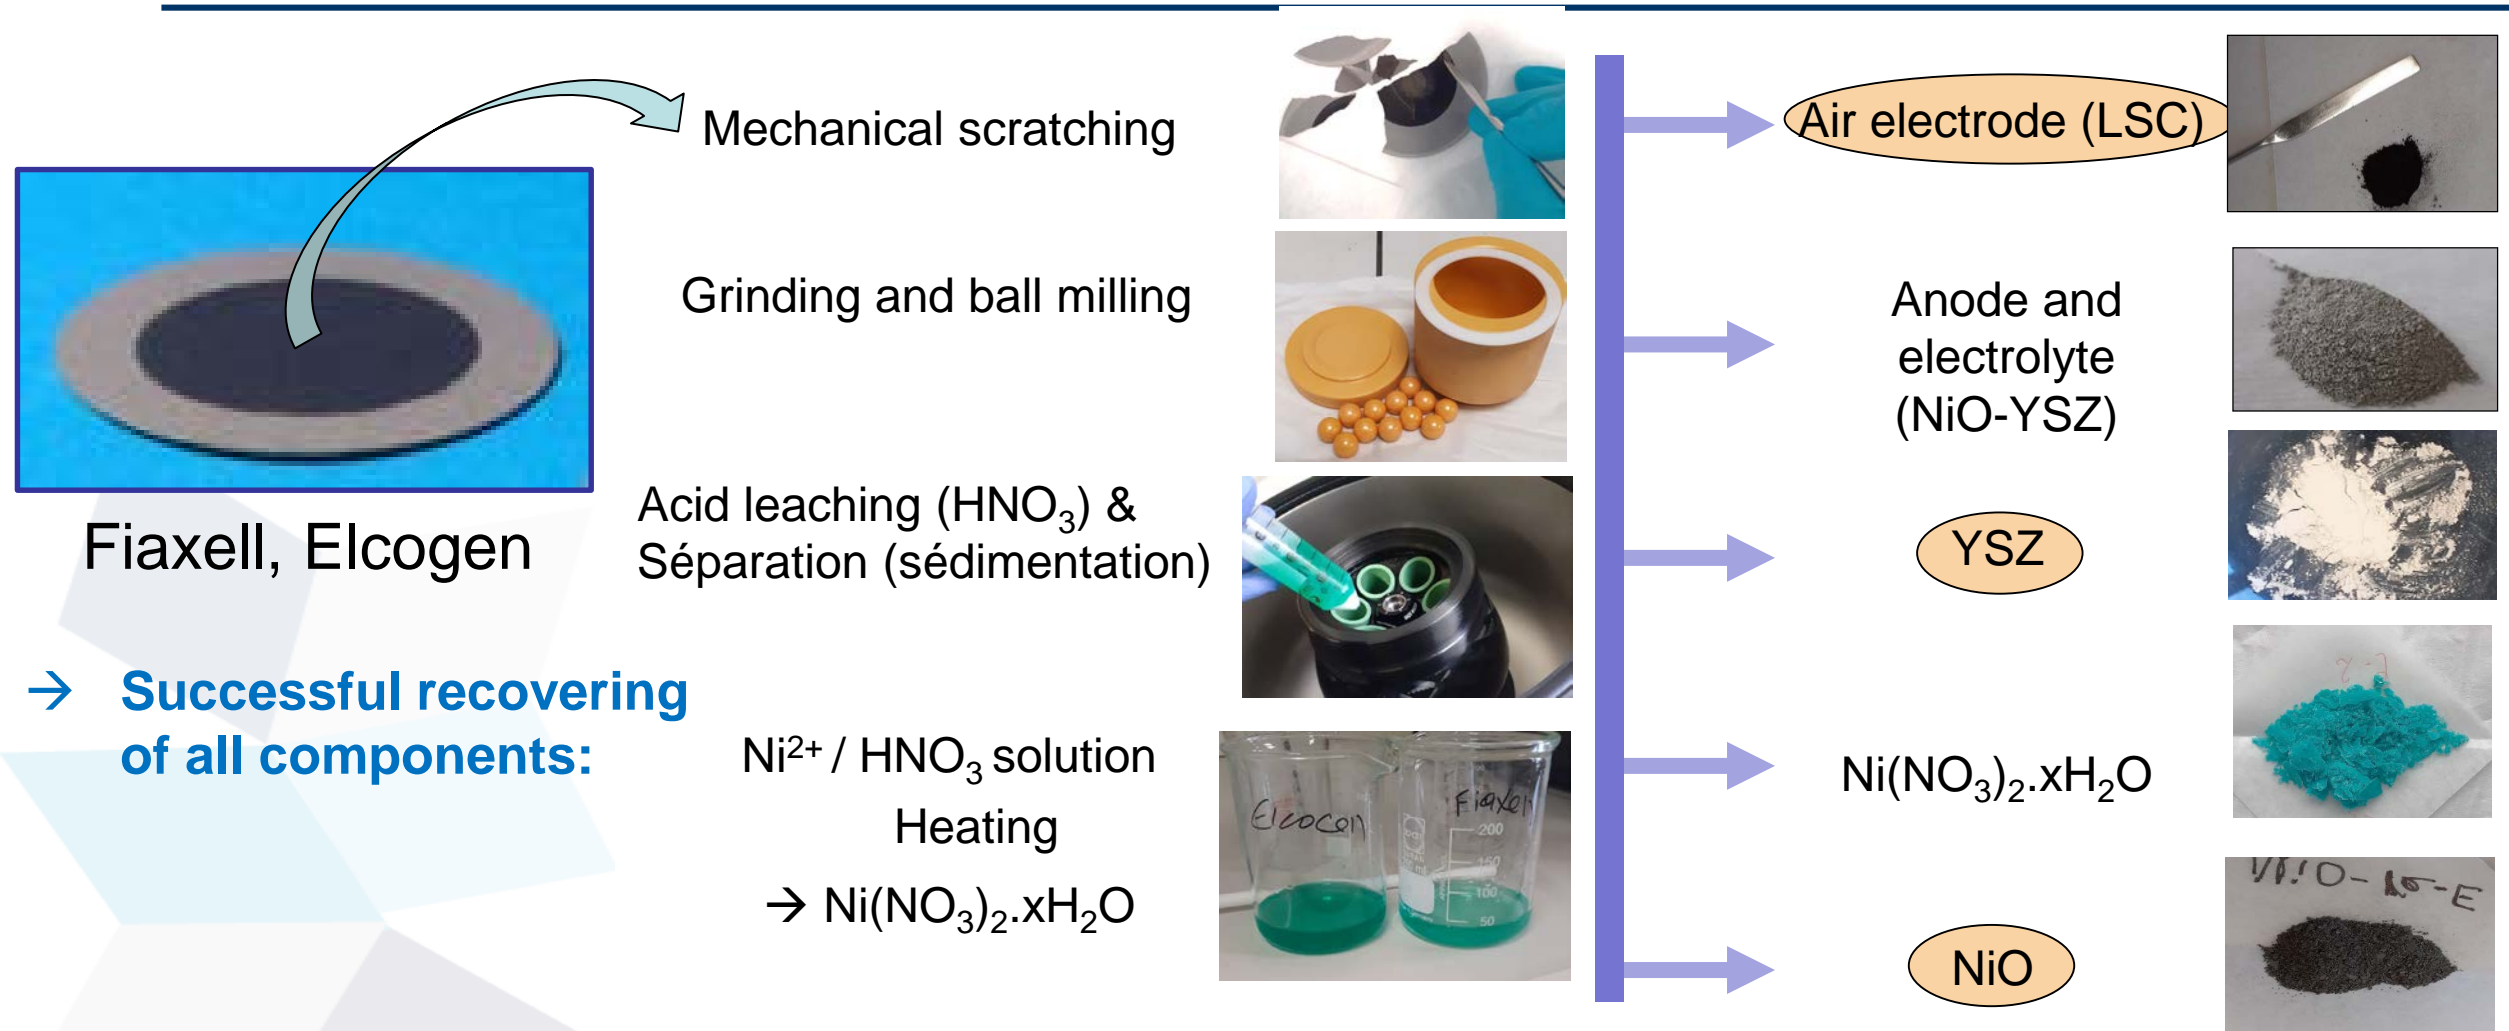 Mechanical scratching
Grinding and ball milling
Acid leaching (HNO₃) &
Séparation (sédimentation)
Ni²⁺ / HNO₃ solution
Heating
→ Ni(NO₃)₂.xH₂O
Fiaxell, Elcogen
→ Successful recovering
of all components:
Elcocen
Fiaxell
200
150
100
50
Air electrode (LSC)
Anode and
electrolyte
(NiO-YSZ)
YSZ
Ni(NO₃)₂.xH₂O
NiO